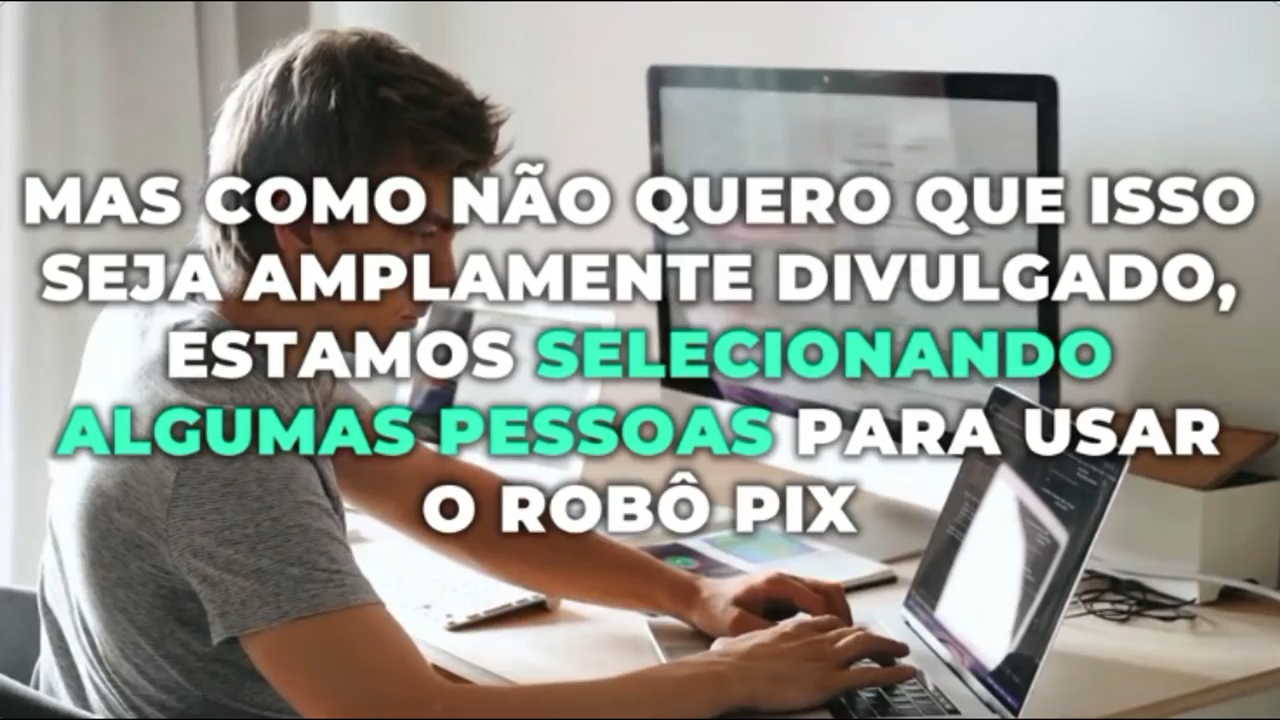 MAS COMO NÃO QUERO QUE ISSO
SEJA AMPLAMENTE DIVULGADO,
ESTAMOS SELECIONANDO
ALGUMAS PESSOAS PARA USAR
O ROBÔ PIX